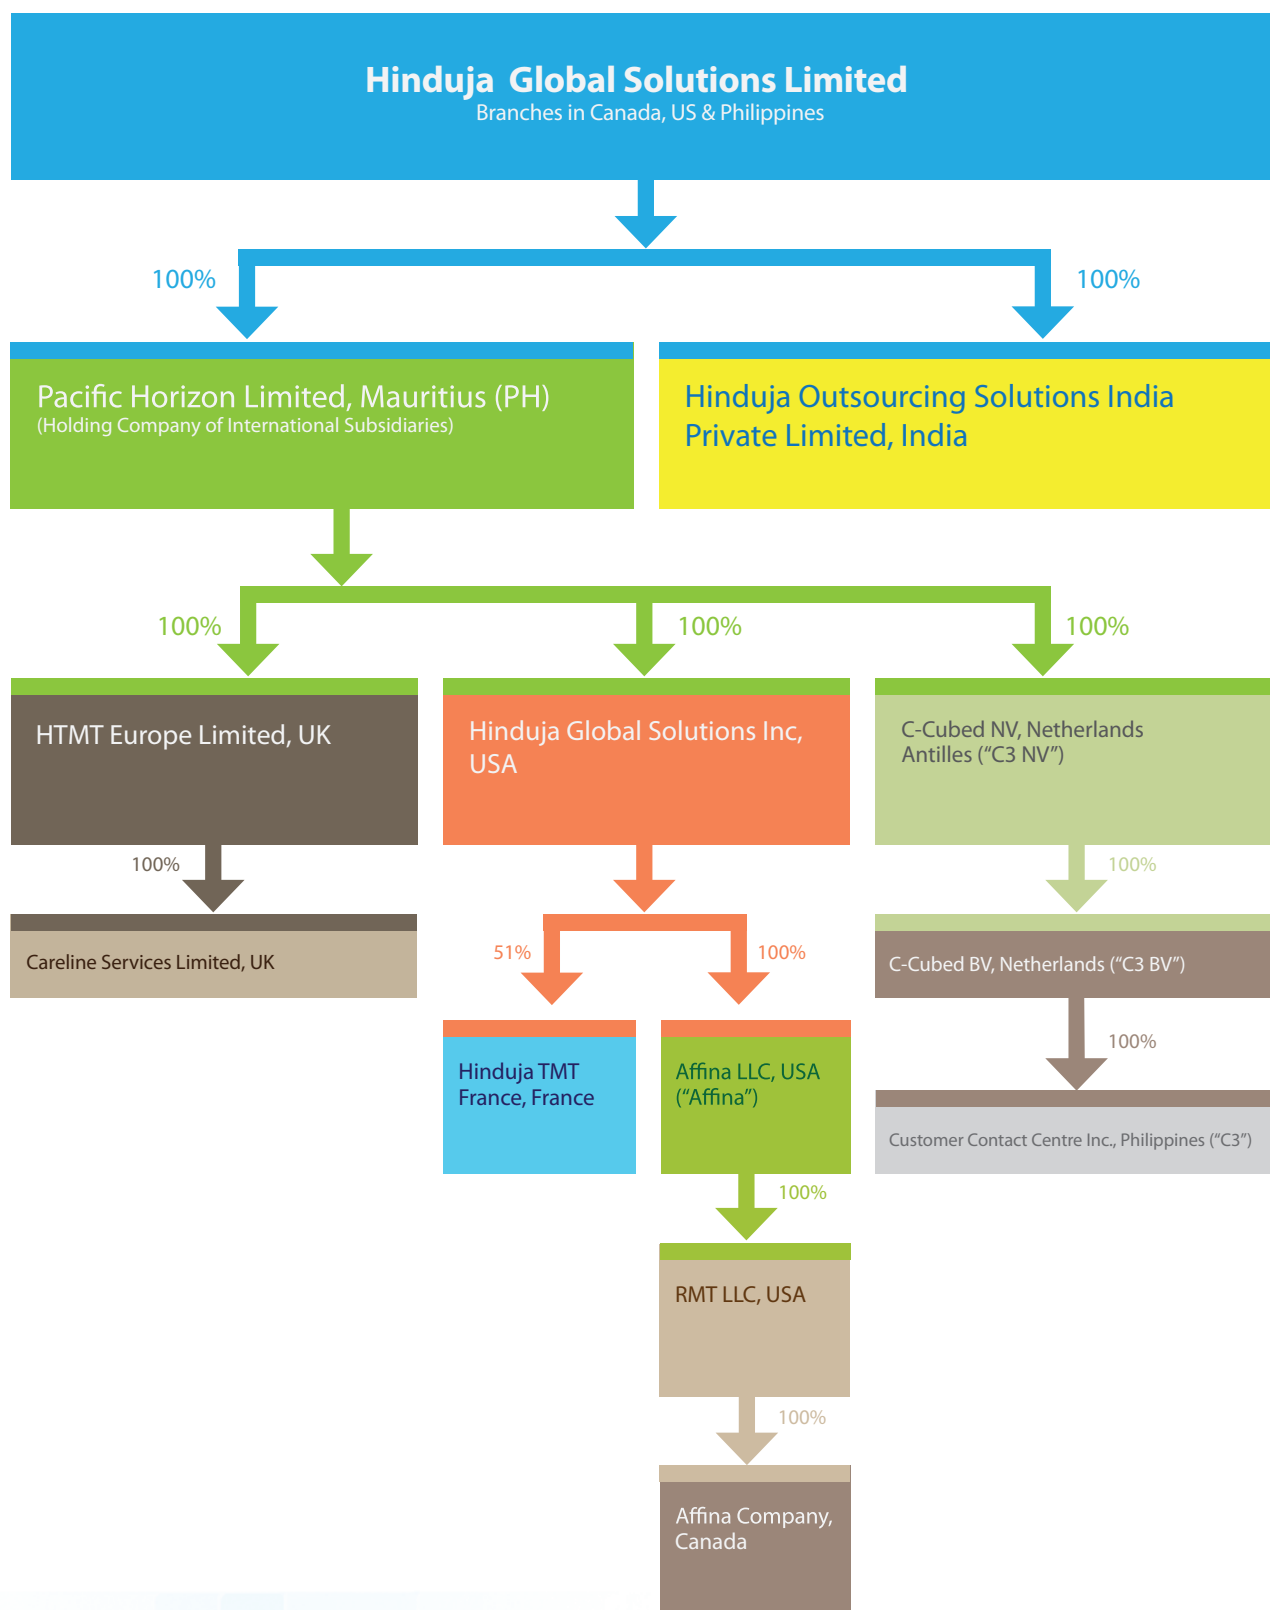 Hinduja Global Solutions Limited
Branches in Canada, US & Philippines
100%
100%
Pacific Horizon Limited, Mauritius (PH)
(Holding Company of International Subsidiaries)
Hinduja Outsourcing Solutions India
Private Limited, India
100%
100%
100%
HTMT Europe Limited, UK
Hinduja Global Solutions Inc,
USA
C-Cubed NV, Netherlands
Antilles (“C3 NV”)
100%
100%
Careline Services Limited, UK
51%
100%
C-Cubed BV, Netherlands (“C3 BV”)
100%
Hinduja TMT
France, France
Affina LLC, USA
(“Affina”)
Customer Contact Centre Inc., Philippines (“C3”)
100%
RMT LLC, USA
100%
Affina Company,
Canada